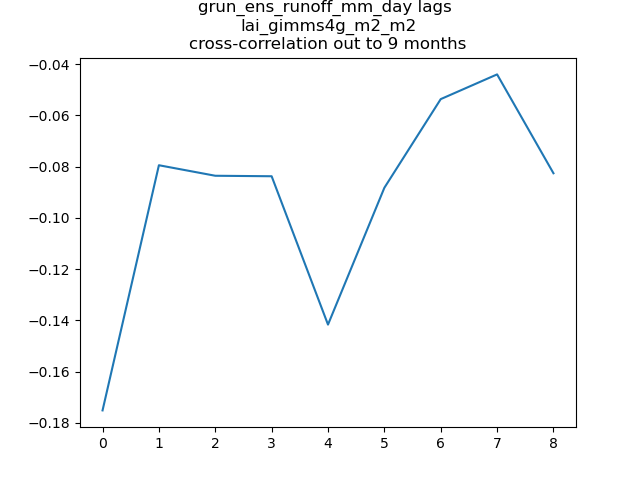 grun_ens_runoff_mm_day lags
lai_gimms4g_m2_m2
cross-correlation out to 9 months
−0.04
−0.06
−0.08
−0.10
−0.12
−0.14
−0.16
−0.18
0 1 2 3 4 5 6 7 8